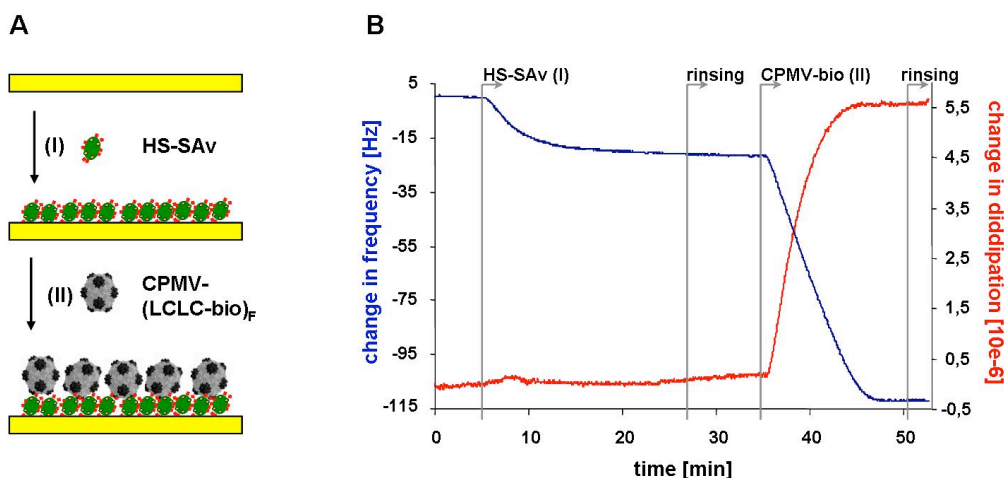 A
(I)
HS-SAv
(II)
CPMV-
(LCLC-bio)F
B
HS-SAv (I)
rinsing
CPMV-bio (II)
rinsing
change in frequency [Hz]
5
-15
-35
-55
-75
-95
-115
5,5
4,5
3,5
2,5
1,5
0,5
-0,5
change in diddipation [10e-6]
0
10
20
30
40
50
time [min]